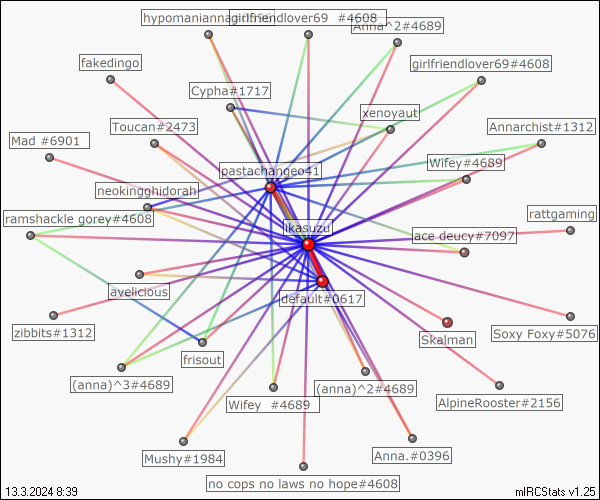 hypomanianna
girlfriendlover69  #4608
Anna^2#4689
fakedingo
girlfriendlover69#4608
Cypha#1717
xenoyaut
Toucan#2473
Annarchist#1312
Mad #6901
Wifey#4689
pastachangeo41
neokingghidorah
ramshackle gorey#4608
rattgaming
ikasuzu
ace deucy#7097
avelicious
default#0617
zibbits#1312
Soxy Foxy#5076
Skalman
frisout
(anna)^3#4689
(anna)^2#4689
Wifey  #4689
AlpineRooster#2156
Mushy#1984
Anna.#0396
no cops no laws no hope#4608
13.3.2024 8:39
mIRCStats v1.25